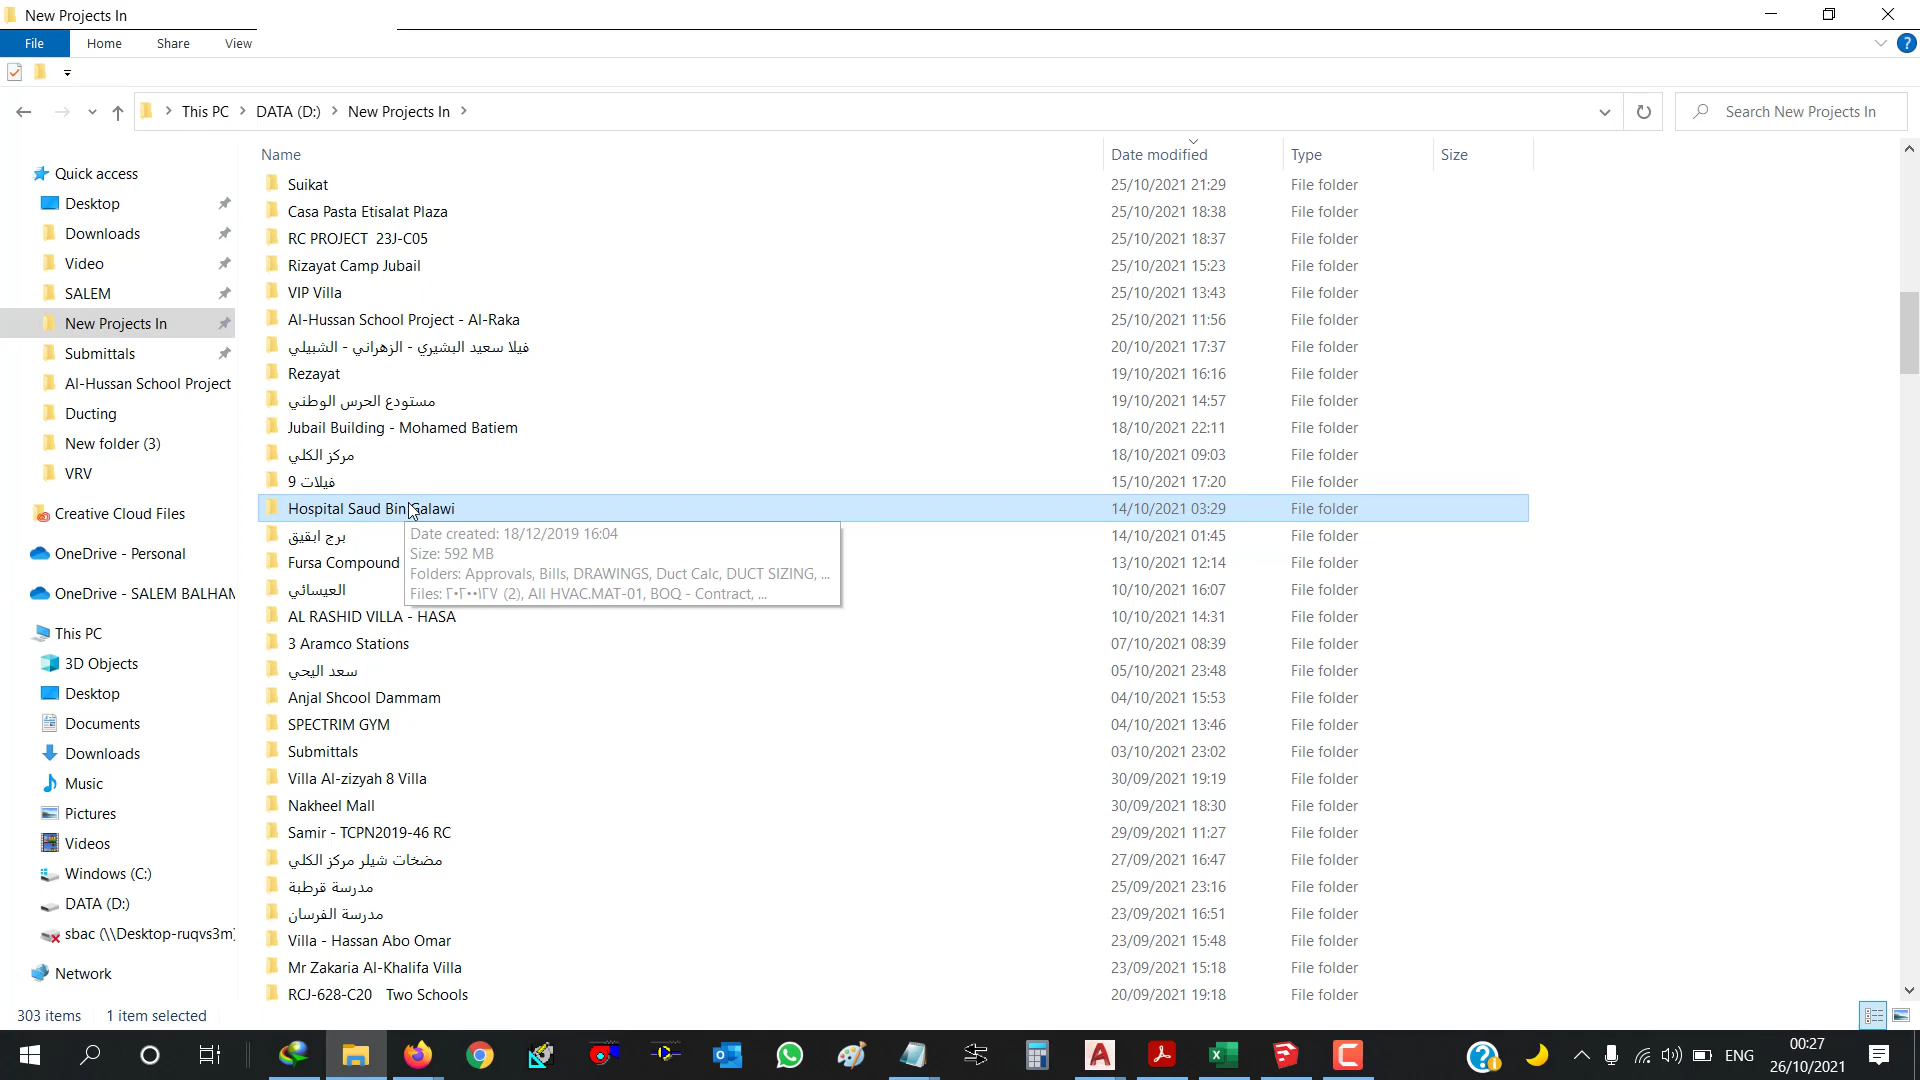 New Projects In
File Home Share View
This PC DATA (D:) New Projects In
Search New Projects In
Name Date modified Type Size
Quick access
Desktop
Downloads
Video
SALEM
New Projects In
Submittals
Al-Hussan School Project
Ducting
New folder (3)
VRV
Creative Cloud Files
OneDrive - Personal
OneDrive - SALEM BALHAM
This PC
3D Objects
Desktop
Documents
Downloads
Music
Pictures
Videos
Windows (C:)
DATA (D:)
sbac (\\Desktop-ruqvs3m)
Network
Suikat 25/10/2021 21:29 File folder
Casa Pasta Etisalat Plaza 25/10/2021 18:38 File folder
RC PROJECT 23J-C05 25/10/2021 18:37 File folder
Rizayat Camp Jubail 25/10/2021 15:23 File folder
VIP Villa 25/10/2021 13:43 File folder
Al-Hussan School Project - Al-Raka 25/10/2021 11:56 File folder
فيلا سعيد البشيري - الزهراني - الشبيلي 20/10/2021 17:37 File folder
Rezayat 19/10/2021 16:16 File folder
مستودع الحرس الوطني 19/10/2021 14:57 File folder
Jubail Building - Mohamed Batiem 18/10/2021 22:11 File folder
مركز الكلي 18/10/2021 09:03 File folder
9 فيلات 15/10/2021 17:20 File folder
Hospital Saud Bin Galawi 14/10/2021 03:29 File folder
برج ابقيق 14/10/2021 01:45 File folder
Fursa Compound 13/10/2021 12:14 File folder
العيسائي 10/10/2021 16:07 File folder
AL RASHID VILLA - HASA 10/10/2021 14:31 File folder
3 Aramco Stations 07/10/2021 08:39 File folder
سعد اليحي 05/10/2021 23:48 File folder
Anjal Shcool Dammam 04/10/2021 15:53 File folder
SPECTRIM GYM 04/10/2021 13:46 File folder
Submittals 03/10/2021 23:02 File folder
Villa Al-zizyah 8 Villa 30/09/2021 19:19 File folder
Nakheel Mall 30/09/2021 18:30 File folder
Samir - TCPN2019-46 RC 29/09/2021 11:27 File folder
مضخات شيلر مركز الكلي 27/09/2021 16:47 File folder
مدرسة قرطبة 25/09/2021 23:16 File folder
مدرسة الفرسان 23/09/2021 16:51 File folder
Villa - Hassan Abo Omar 23/09/2021 15:48 File folder
Mr Zakaria Al-Khalifa Villa 23/09/2021 15:18 File folder
RCJ-628-C20 Two Schools 20/09/2021 19:18 File folder
Date created: 18/12/2019 16:04
Size: 592 MB
Folders: Approvals, Bills, DRAWINGS, Duct Calc, DUCT SIZING, ...
Files: ٢٠٢٠٠١٢٧ (2), All HVAC.MAT-01, BOQ - Contract, ...
303 items 1 item selected
ENG
00:27
26/10/2021